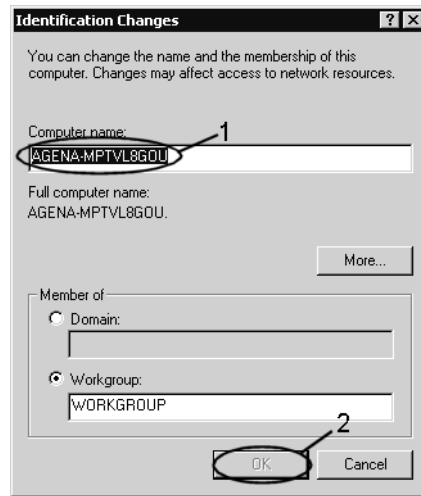 Identification Changes
You can change the name and the membership of this
computer. Changes may affect access to network resources.
1
Computer name:
AGENA-MPTVL8GOU
Full computer name:
AGENA-MPTVL8GOU.
More...
Member of
Domain:
Workgroup:
WORKGROUP
2
OK Cancel